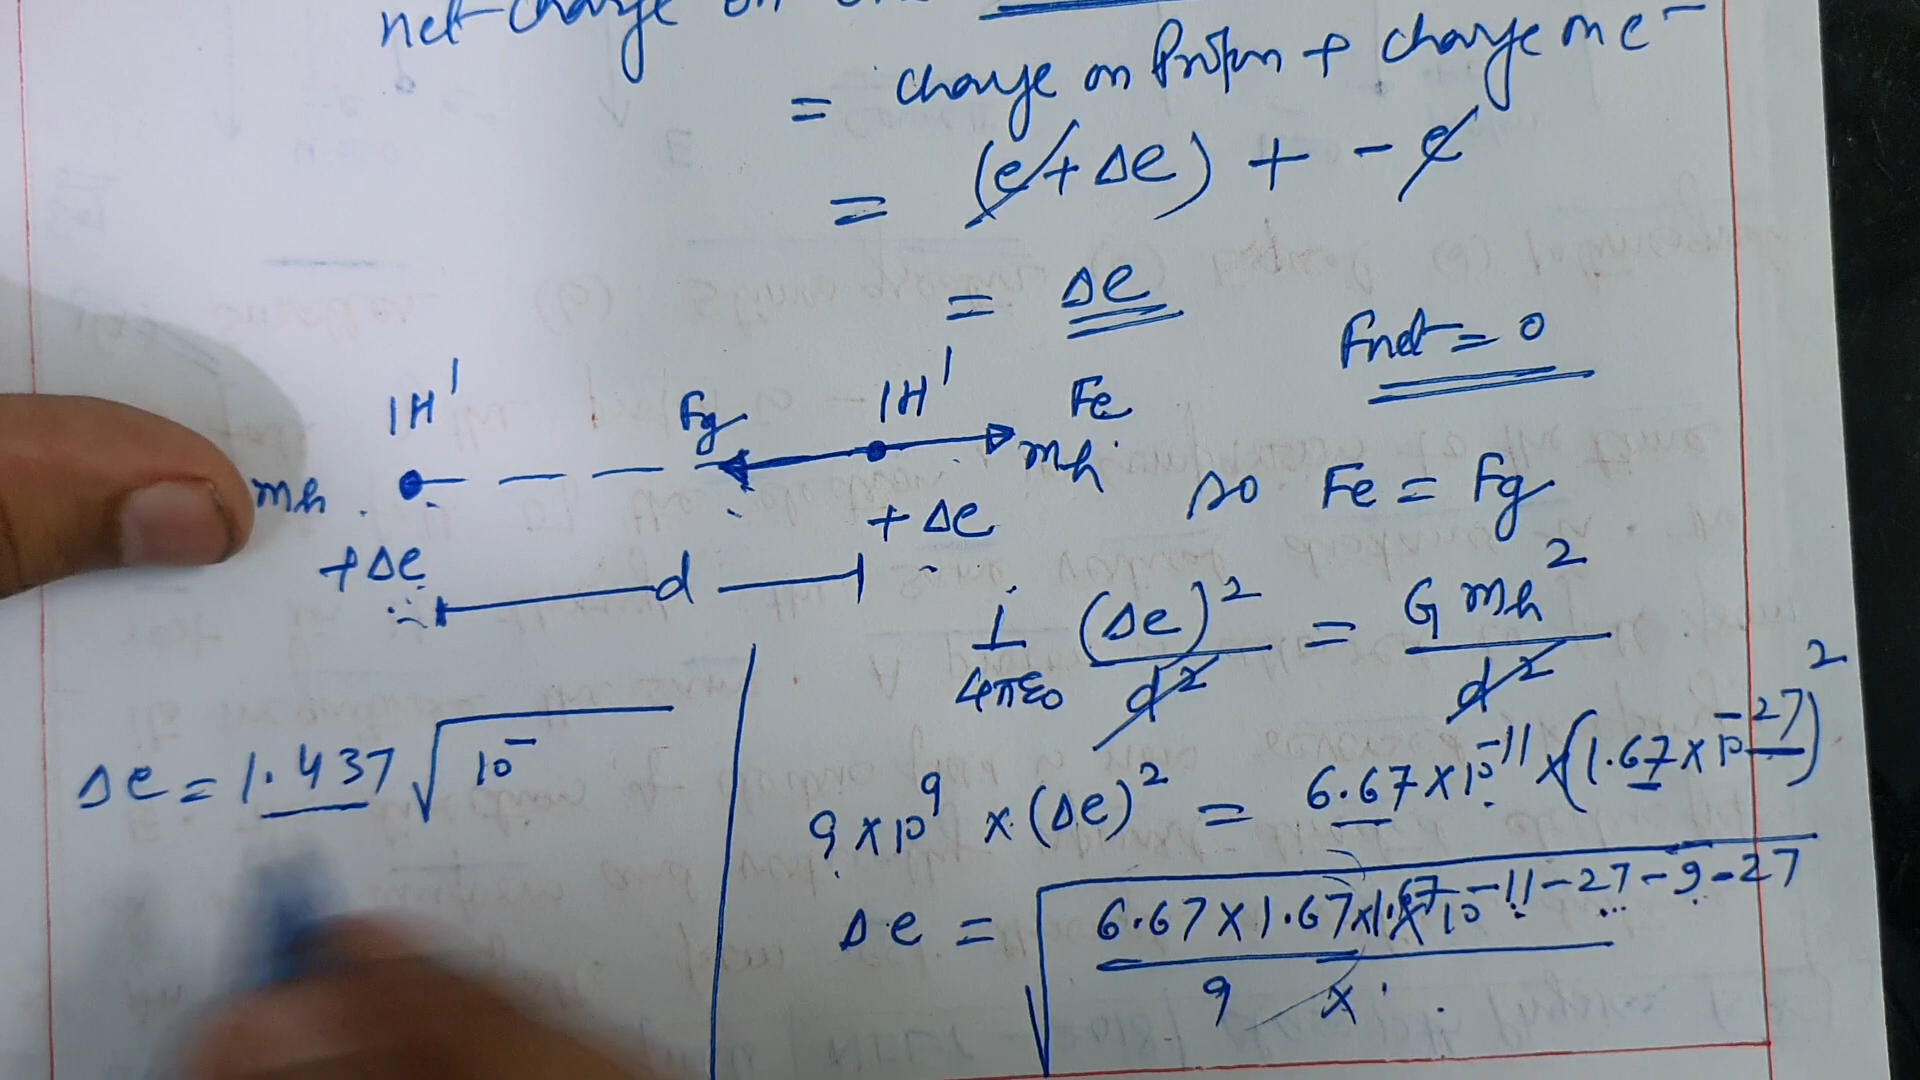 net charge on
= charge on Proton + charge on e⁻
= (e+Δe) + -e
= Δe
Fnet = 0
1H¹ Fg 1H¹ Fe
mh mh
+Δe +Δe
d
so Fe = Fg
1/4πε0 (Δe)²/d² = G mh²/d²
9×10⁹ × (Δe)² = 6.67×10⁻¹¹ × (1.67×10⁻²⁷)²
Δe = √(6.67×1.67×1.67×10⁻¹¹⁻²⁷⁻⁹⁻²⁷/9)
Δe = 1.437 √10⁻